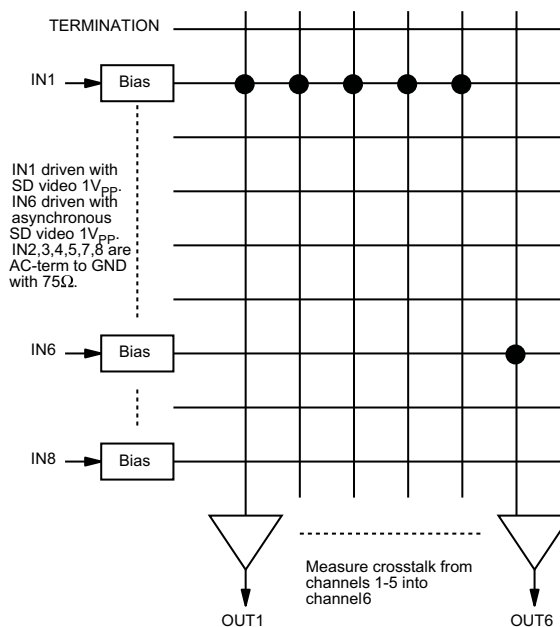 TERMINATION
IN1
Bias
IN1 driven with
SD video 1VPP.
IN6 driven with
asynchronous
SD video 1VPP.
IN2,3,4,5,7,8 are
AC-term to GND
with 75Ω.
IN6
Bias
IN8
Bias
Measure crosstalk from
channels 1-5 into
channel6
OUT1
OUT6